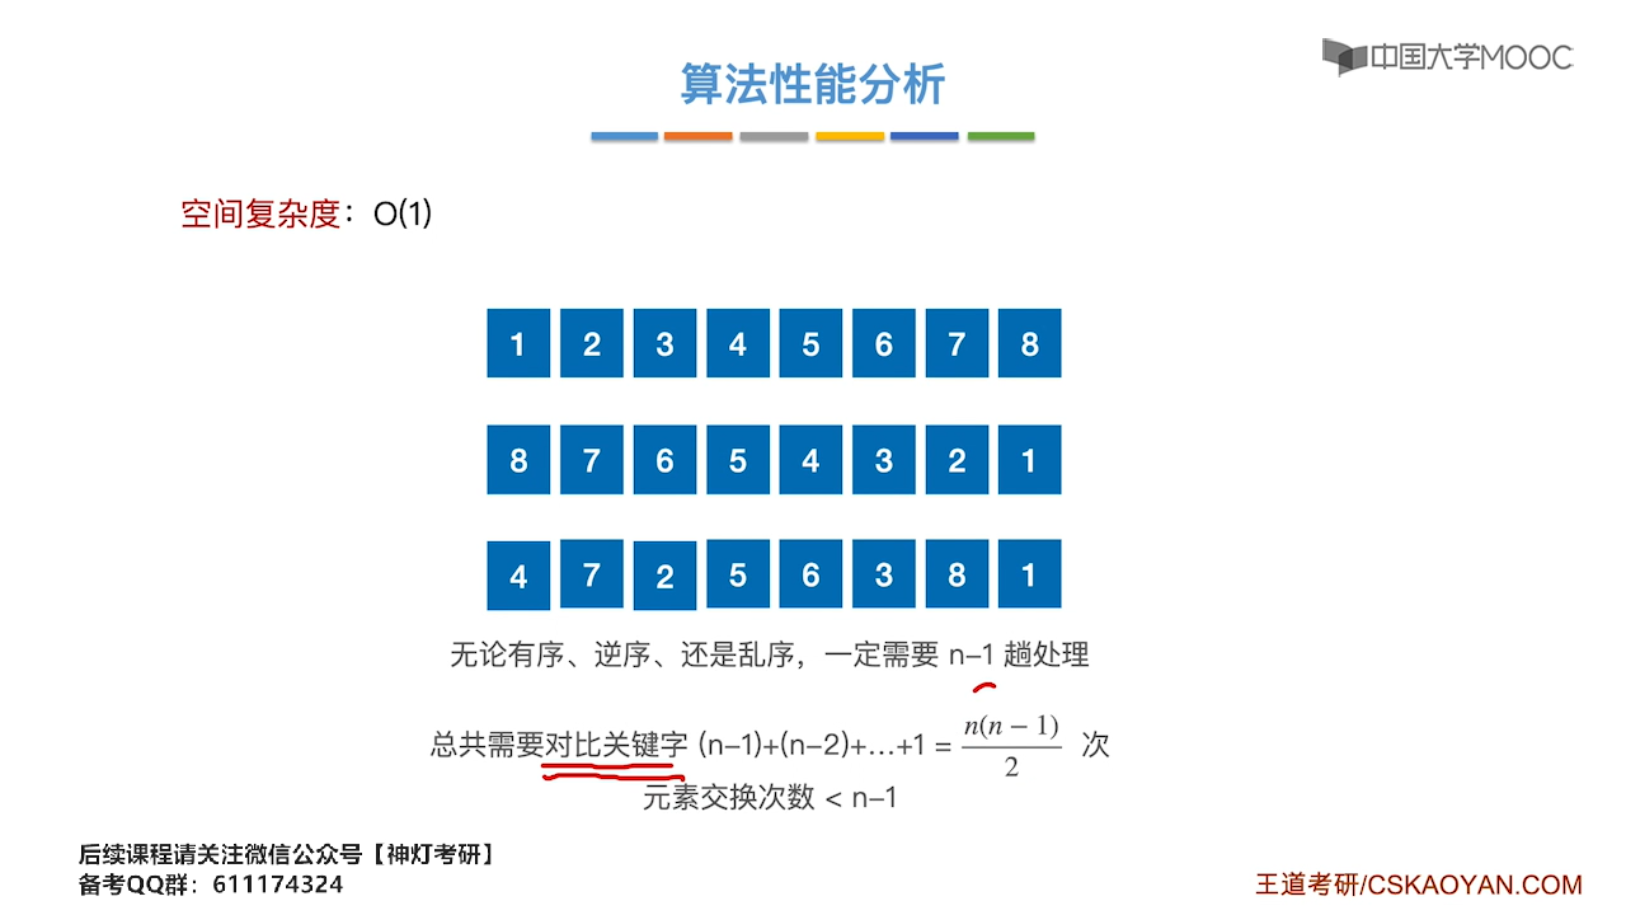 中国大学MOOC
算法性能分析
空间复杂度：O(1)
1 2 3 4 5 6 7 8
8 7 6 5 4 3 2 1
4 7 2 5 6 3 8 1
无论有序、逆序、还是乱序，一定需要 n-1 趟处理
总共需要对比关键字 (n-1)+(n-2)+...+1 = n(n − 1)/2 次
元素交换次数 < n-1
后续课程请关注微信公众号【神灯考研】
备考QQ群：611174324
王道考研/CSKAOYAN.COM